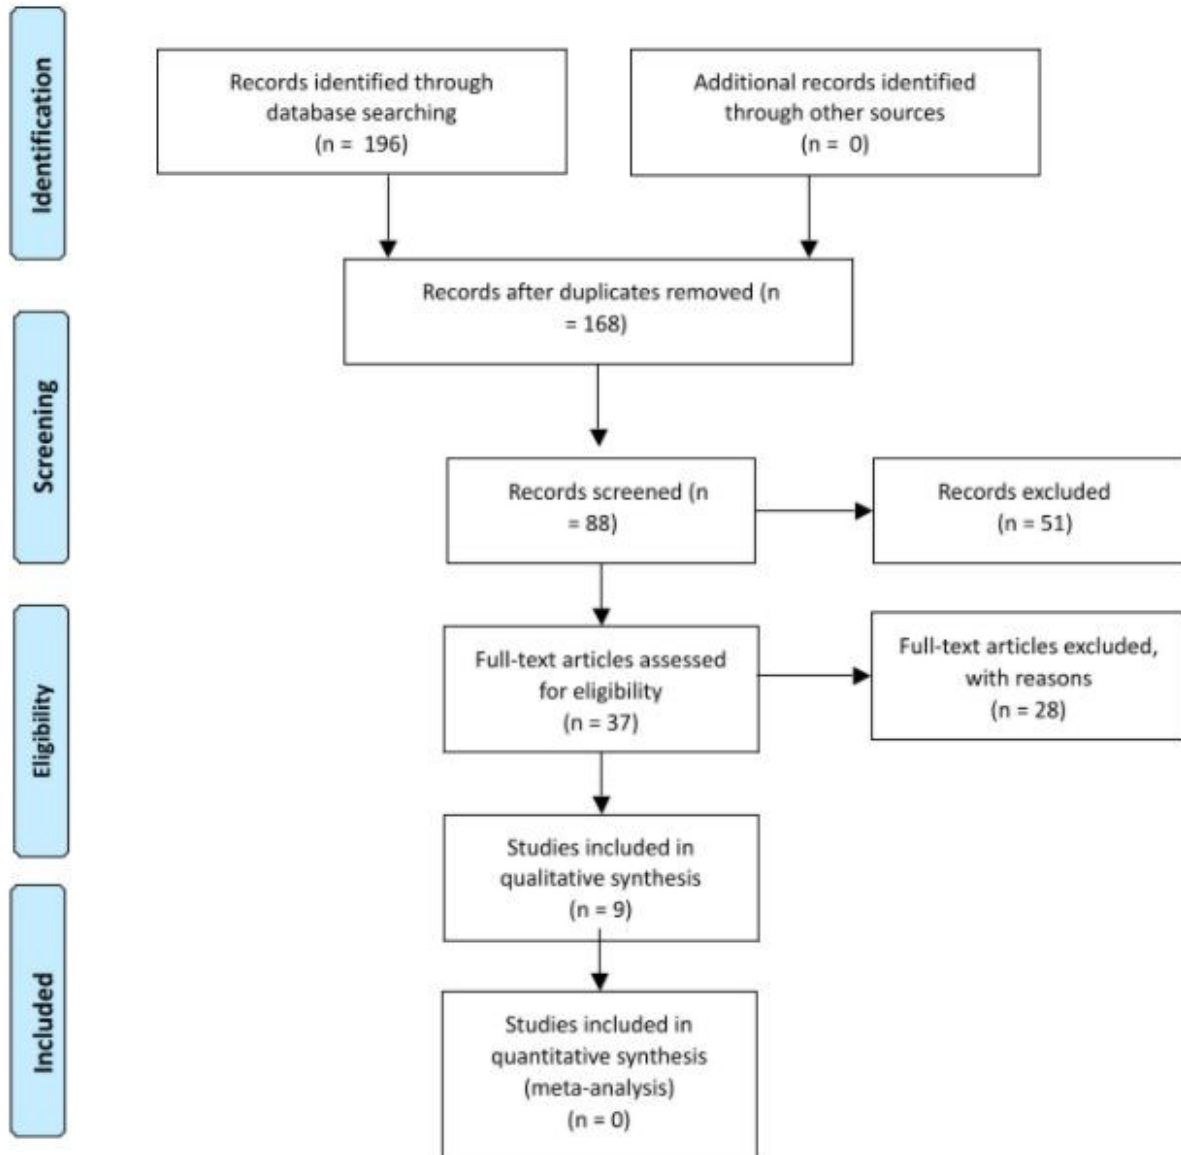 Identification
Records identified through
database searching
(n = 196)
Additional records identified
through other sources
(n = 0)
Records after duplicates removed (n
= 168)
Screening
Records screened (n
= 88)
Records excluded
(n = 51)
Eligibility
Full-text articles assessed
for eligibility
(n = 37)
Full-text articles excluded,
with reasons
(n = 28)
Studies included in
qualitative synthesis
(n = 9)
Included
Studies included in
quantitative synthesis
(meta-analysis)
(n = 0)